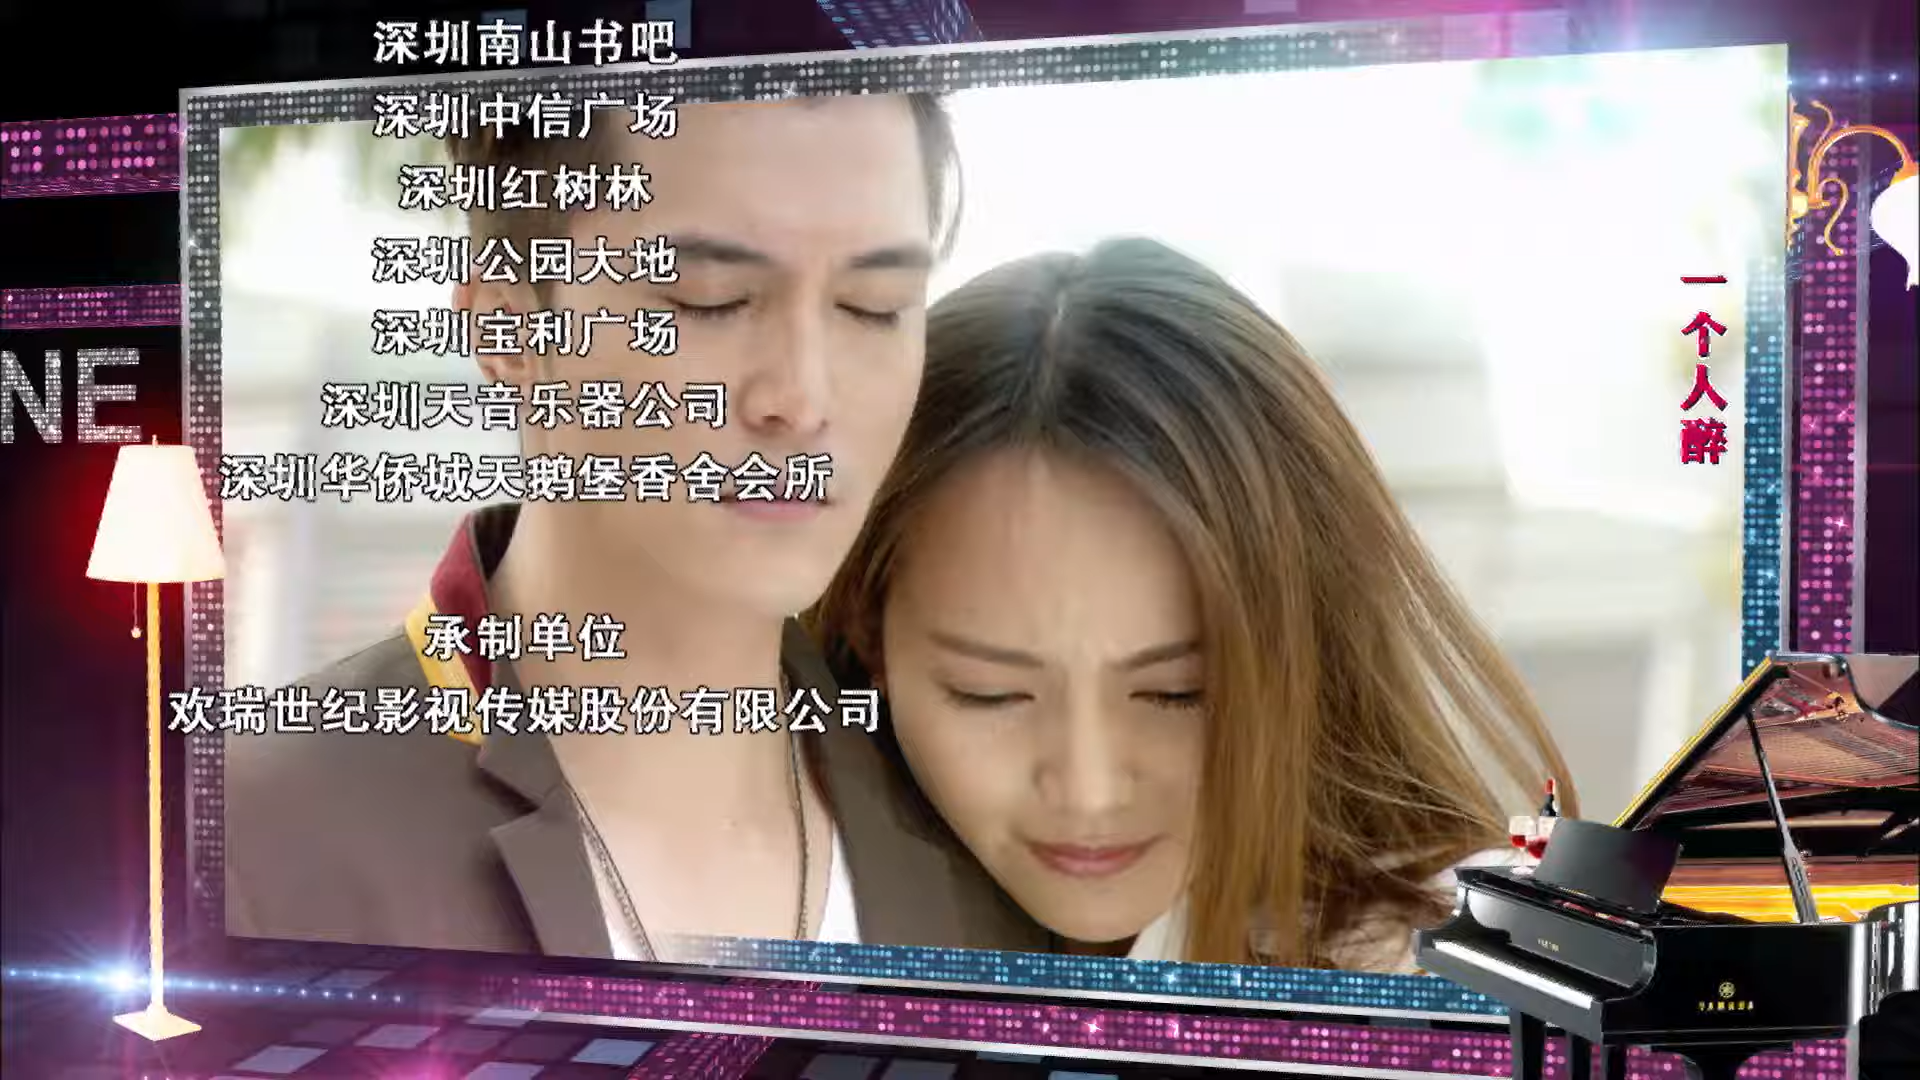 深圳南山书吧
深圳中信广场
深圳红树林
深圳公园大地
深圳宝利广场
深圳天音乐器公司
深圳华侨城天鹅堡香舍会所
承制单位
欢瑞世纪影视传媒股份有限公司
一个人醉
NE